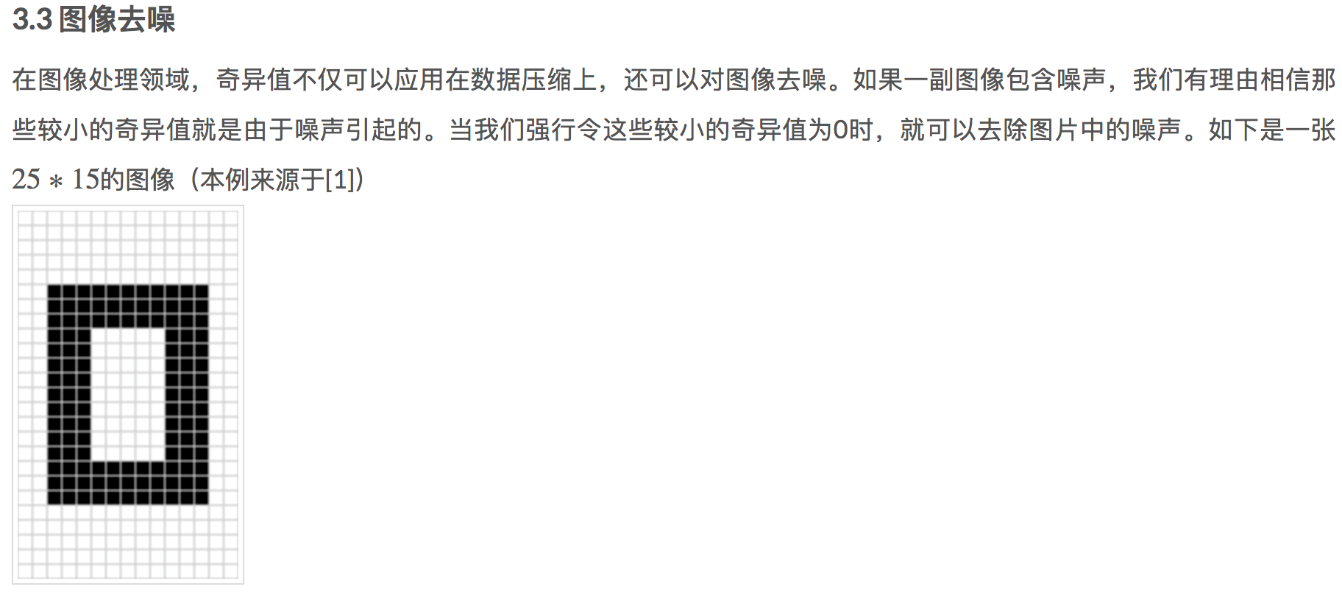 3.3 图像去噪
在图像处理领域，奇异值不仅可以应用在数据压缩上，还可以对图像去噪。如果一副图像包含噪声，我们有理由相信那
些较小的奇异值就是由于噪声引起的。当我们强行令这些较小的奇异值为0时，就可以去除图片中的噪声。如下是一张
25 * 15的图像（本例来源于[1]）